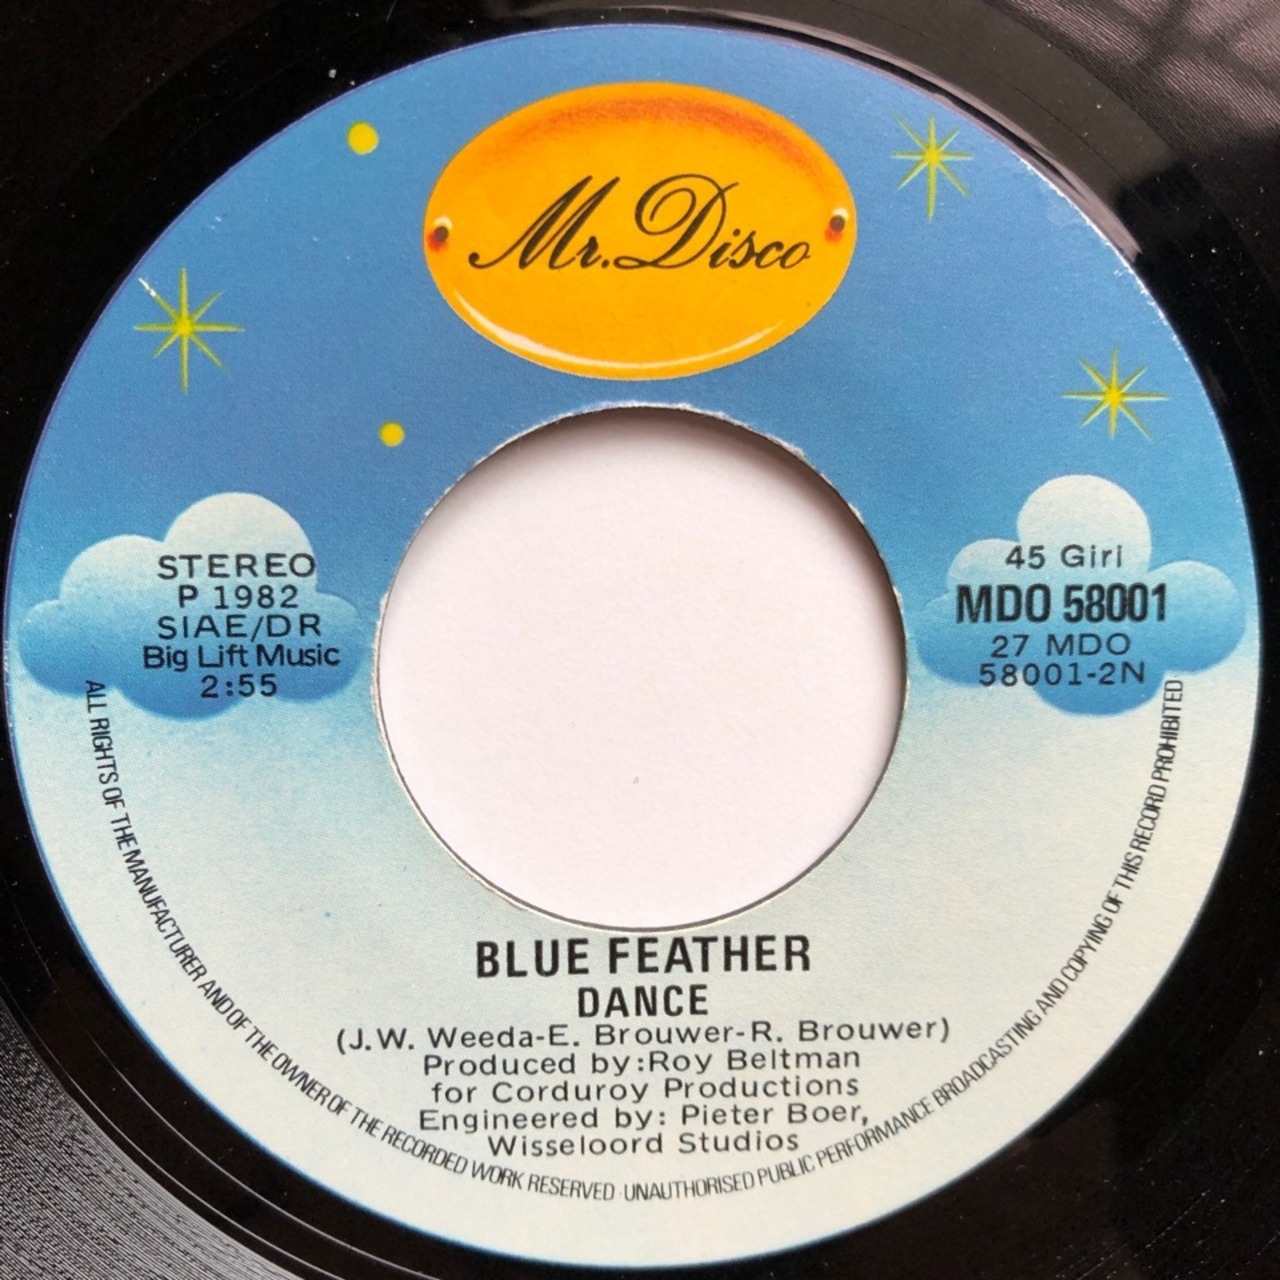 Mr. Disco
STEREO
P 1982
SIAE/DR
Big Lift Music
2:55
45 Giri
MDO 58001
27 MDO
58001-2N
BLUE FEATHER
DANCE
(J.W. Weeda-E. Brouwer-R. Brouwer)
Produced by:Roy Beltman
for Corduroy Productions
Engineered by: Pieter Boer,
Wisseloord Studios
ALL RIGHTS OF THE MANUFACTURER AND OF THE OWNER OF THE RECORDED WORK RESERVED · UNAUTHORISED PUBLIC PERFORMANCE BROADCASTING AND COPYING OF THIS RECORD PROHIBITED